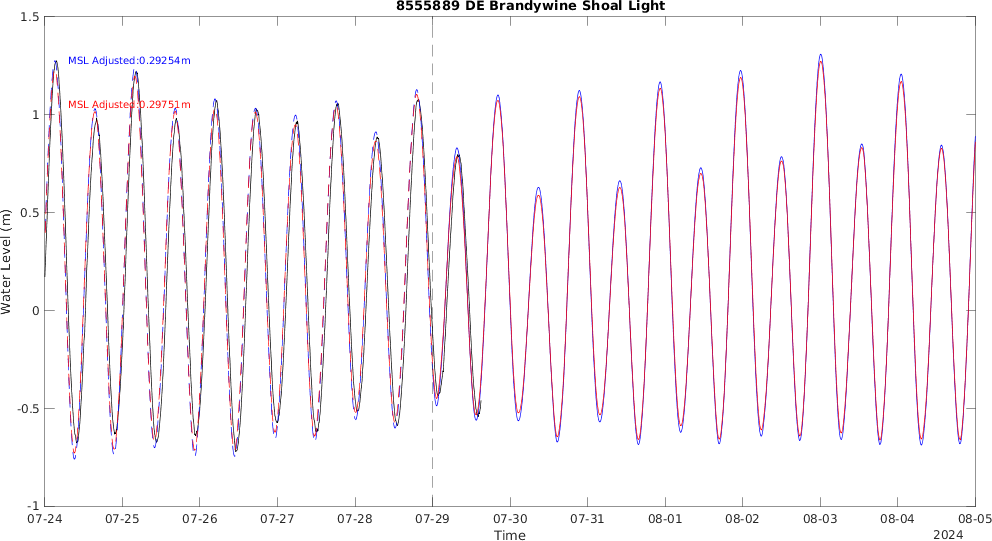 8555889 DE Brandywine Shoal Light
1.5
MSL Adjusted:0.29254m
MSL Adjusted:0.29751m
1
0.5
Water Level (m)
0
-0.5
-1
07-24 07-25 07-26 07-27 07-28 07-29 07-30 07-31 08-01 08-02 08-03 08-04 08-05
Time
2024